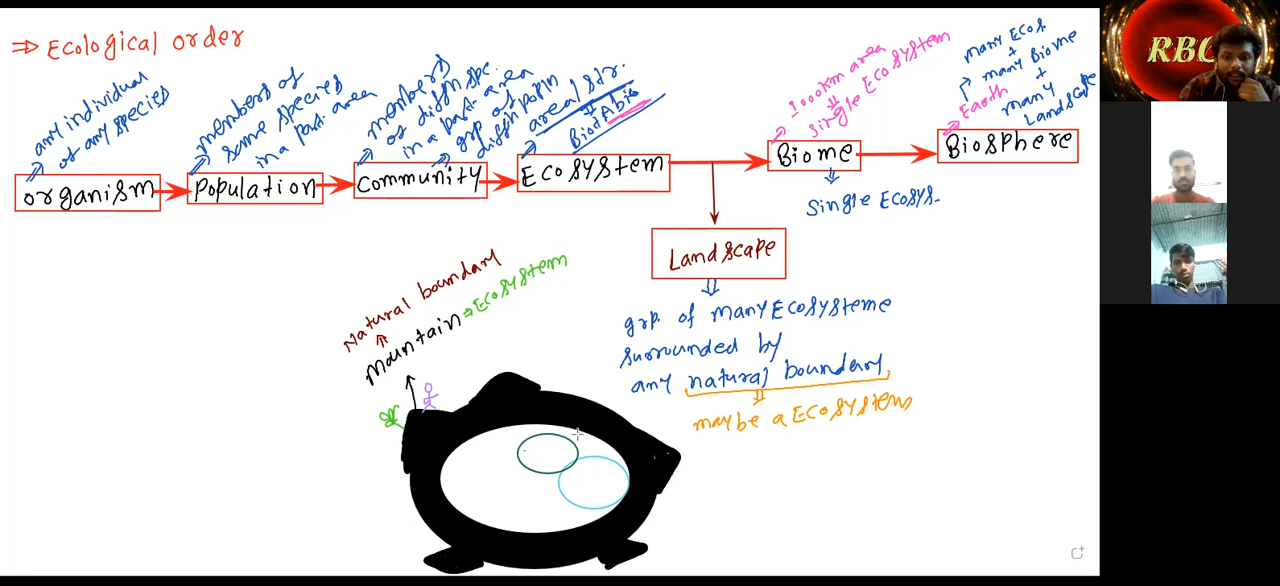 ⇒ Ecological order
any individual
of any species
members of
same species
in a part. area
members
of diffn spe.
in a part. area
grp of
diffn popln
areal str.
Biot Abio
1000km area
single Ecosystem
many Ecos.
+
many Biome
+
many
Landscape
Earth
organism
Population
Community
Ecosystem
Biome
Biosphere
single Ecosys.
Landscape
grp. of many Ecosysteme
surrounded by
any natural boundary
maybe a Ecosystem
Natural boundary
mountain → Ecosystem
RBC